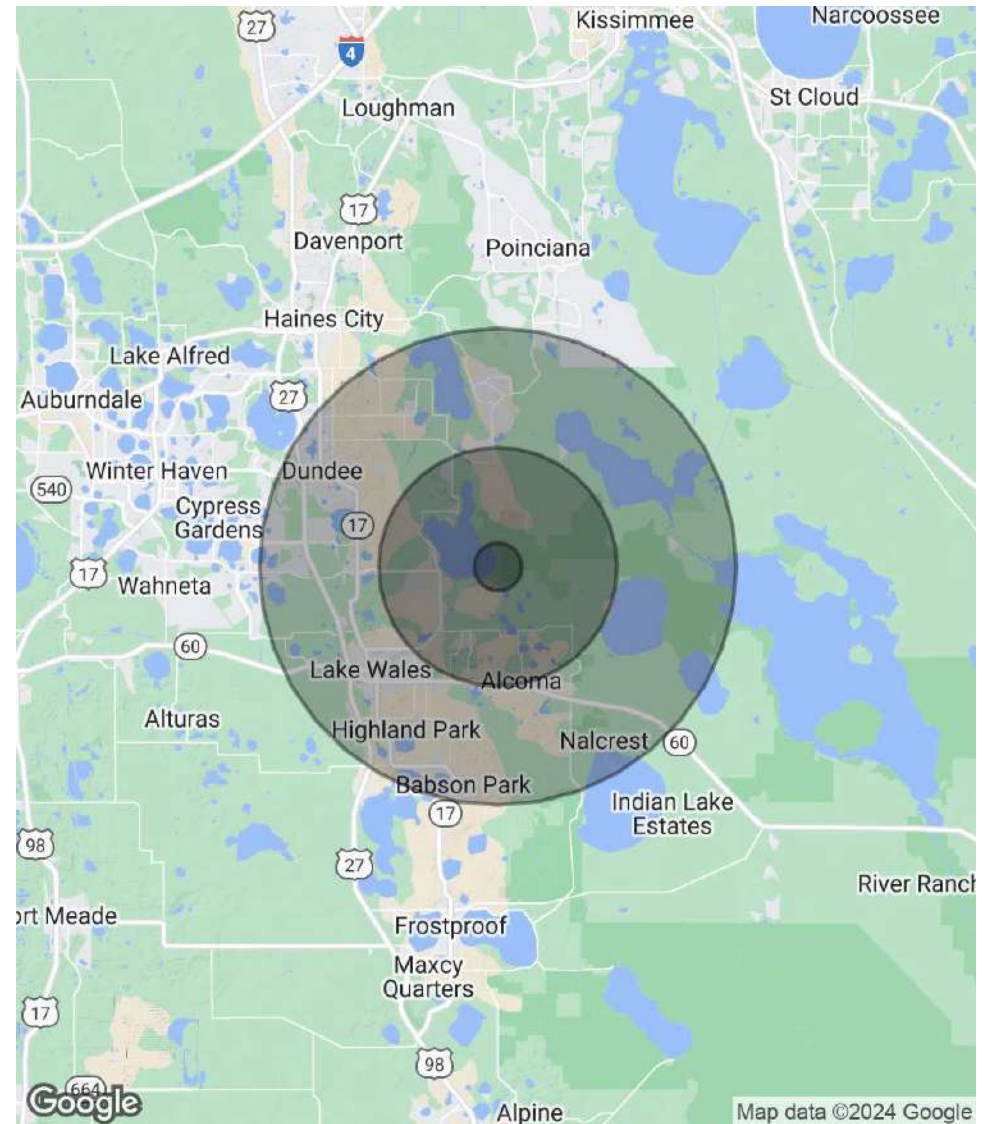 Kissimmee
Narcoossee
27
4
St Cloud
Loughman
17
Davenport
Poinciana
Haines City
Lake Alfred
27
Auburndale
Winter Haven
Dundee
540
Cypress
Gardens
17
17
Wahneta
60
Lake Wales
Alcoma
Alturas
Highland Park
Nalcrest
60
Babson Park
Indian Lake
Estates
17
98
27
River Ranch
ort Meade
Frostproof
Maxcy
Quarters
17
98
664
Google
Alpine
Map data ©2024 Google